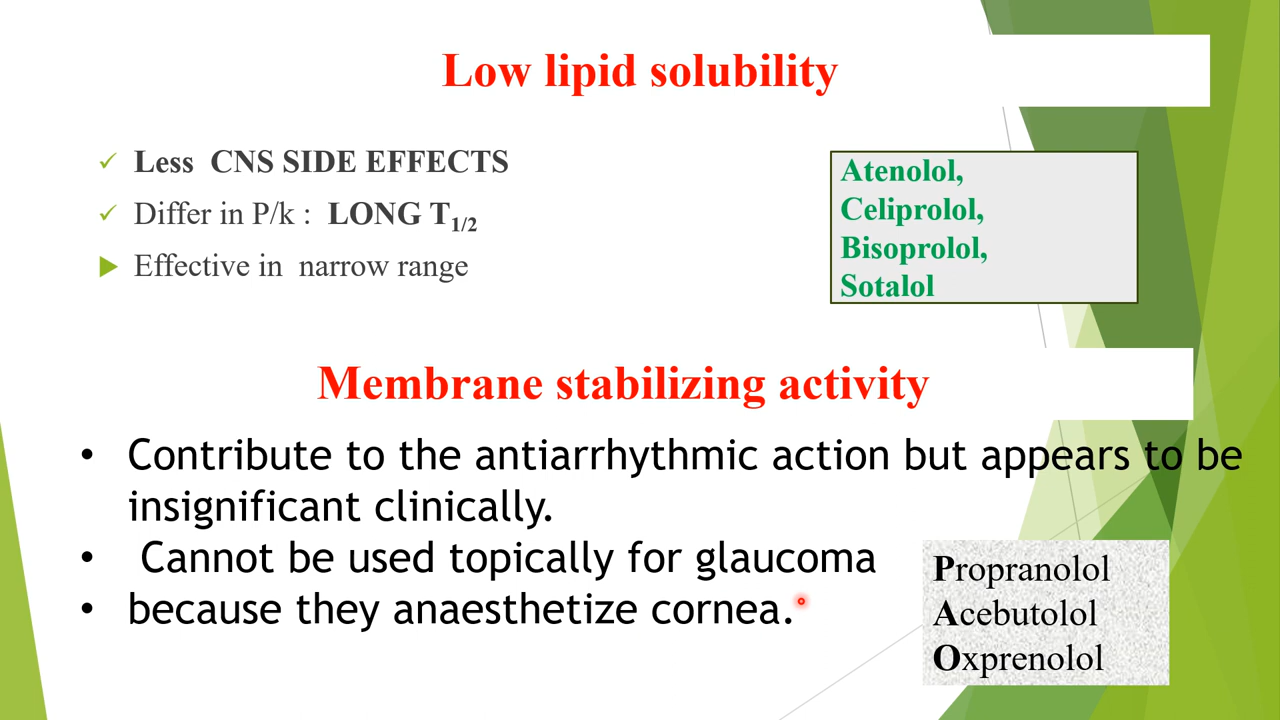 Low lipid solubility
Less CNS SIDE EFFECTS
Differ in P/k : LONG T1/2
Effective in narrow range
Atenolol,
Celiprolol,
Bisoprolol,
Sotalol
Membrane stabilizing activity
• Contribute to the antiarrhythmic action but appears to be
insignificant clinically.
• Cannot be used topically for glaucoma
• because they anaesthetize cornea.
Propranolol
Acebutolol
Oxprenolol